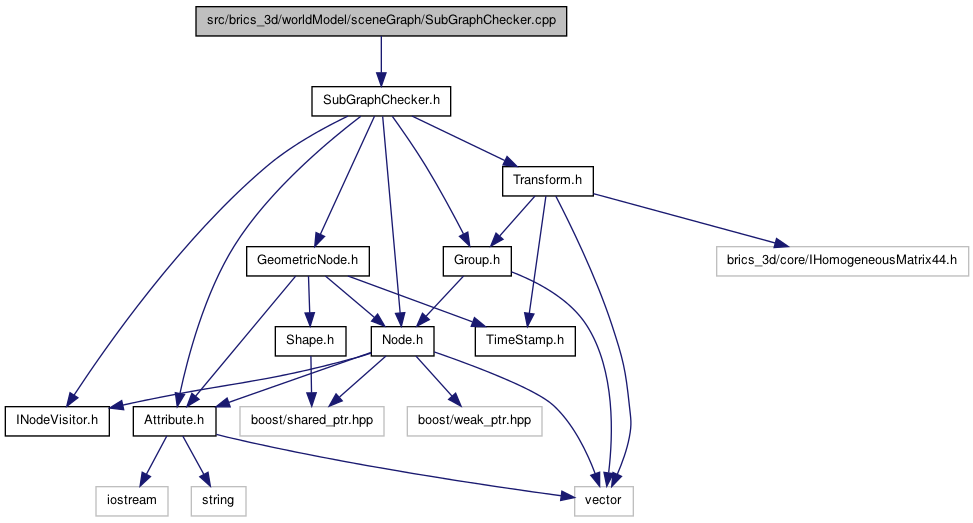 src/brics_3d/worldModel/sceneGraph/SubGraphChecker.cpp
SubGraphChecker.h
Transform.h
GeometricNode.h
Group.h
brics_3d/core/IHomogeneousMatrix44.h
Shape.h
Node.h
TimeStamp.h
INodeVisitor.h
Attribute.h
boost/shared_ptr.hpp
boost/weak_ptr.hpp
iostream
string
vector